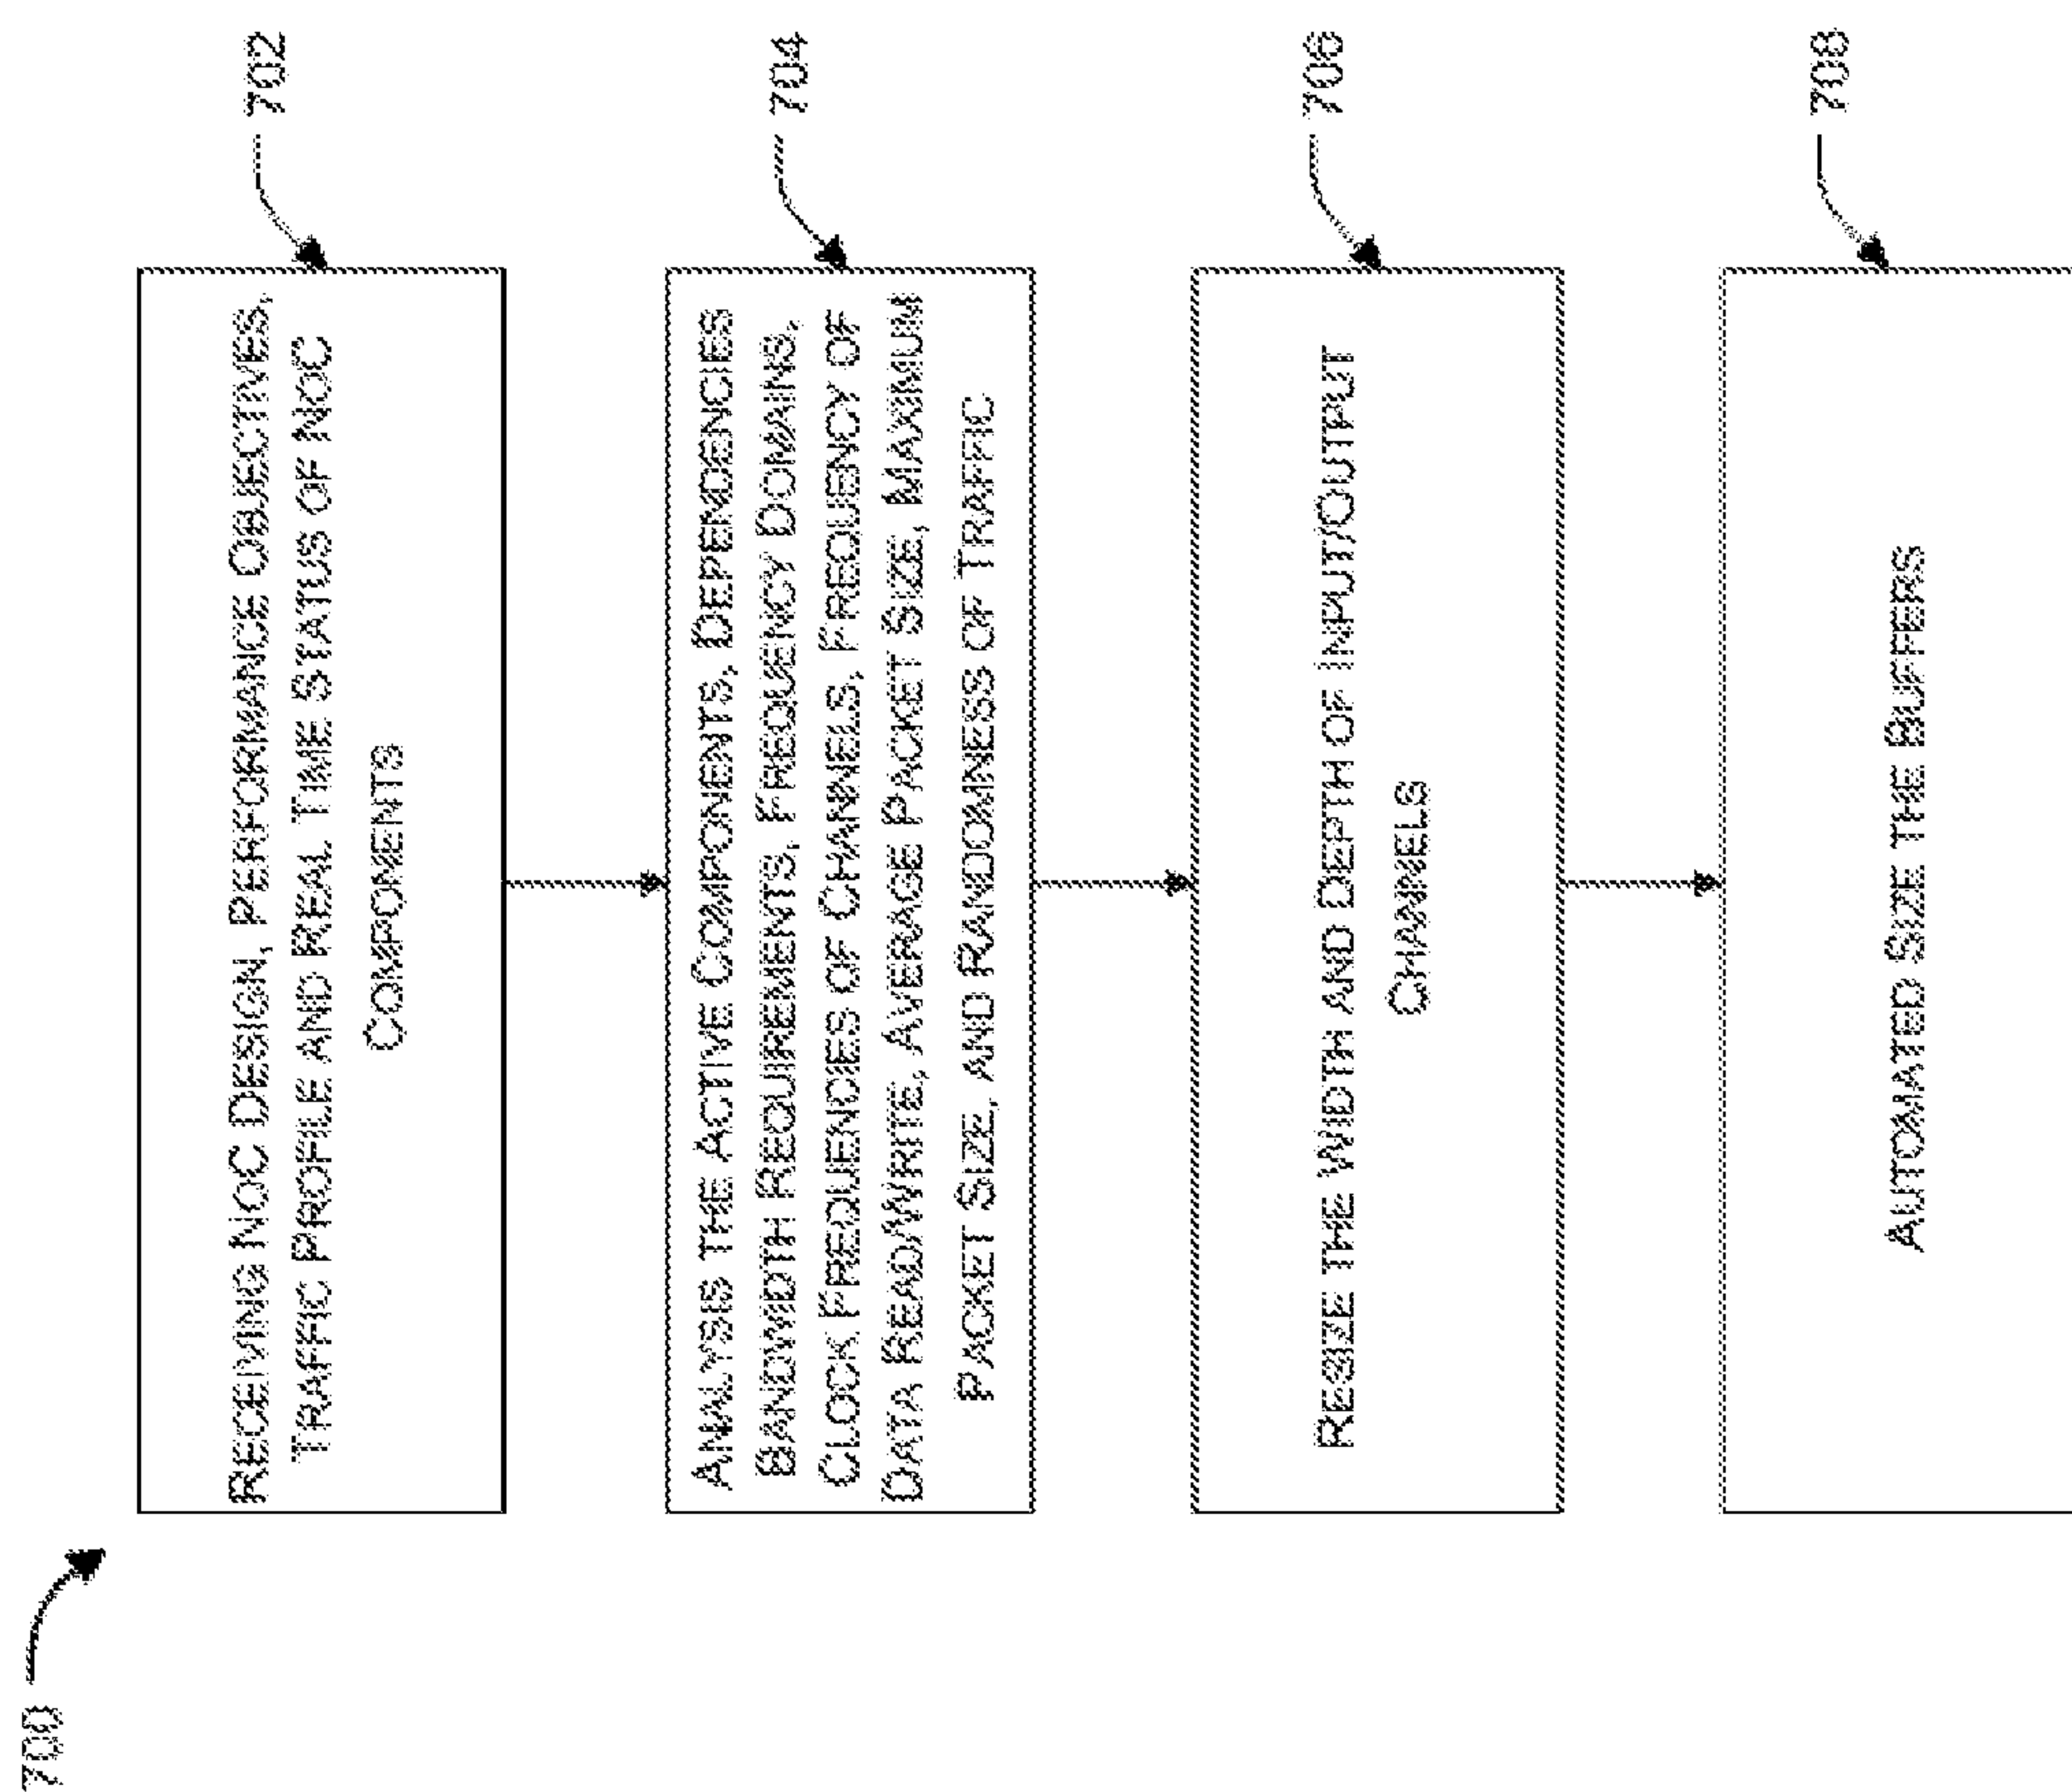 700
RECEIVING NOC DESIGN, PERFORMANCE OBJECTIVES,
TRAFFIC PROFILE AND REAL TIME STATUS OF NOC
COMPONENTS
702
ANALYSIS THE ACTIVE COMPONENTS, DEPENDENCIES
BANDWIDTH REQUIREMENTS, FREQUENCY DOMAINS,
CLOCK FREQUENCIES OF CHANNELS, FREQUENCY OF
DATA READ/WRITE, AVERAGE PACKET SIZE, MAXIMUM
PACKET SIZE, AND RANDOMNESS OF TRAFFIC
704
RESIZE THE WIDTH AND DEPTH OF INPUT/OUTPUT
CHANNELS
706
AUTOMATED SIZE THE BUFFERS
708